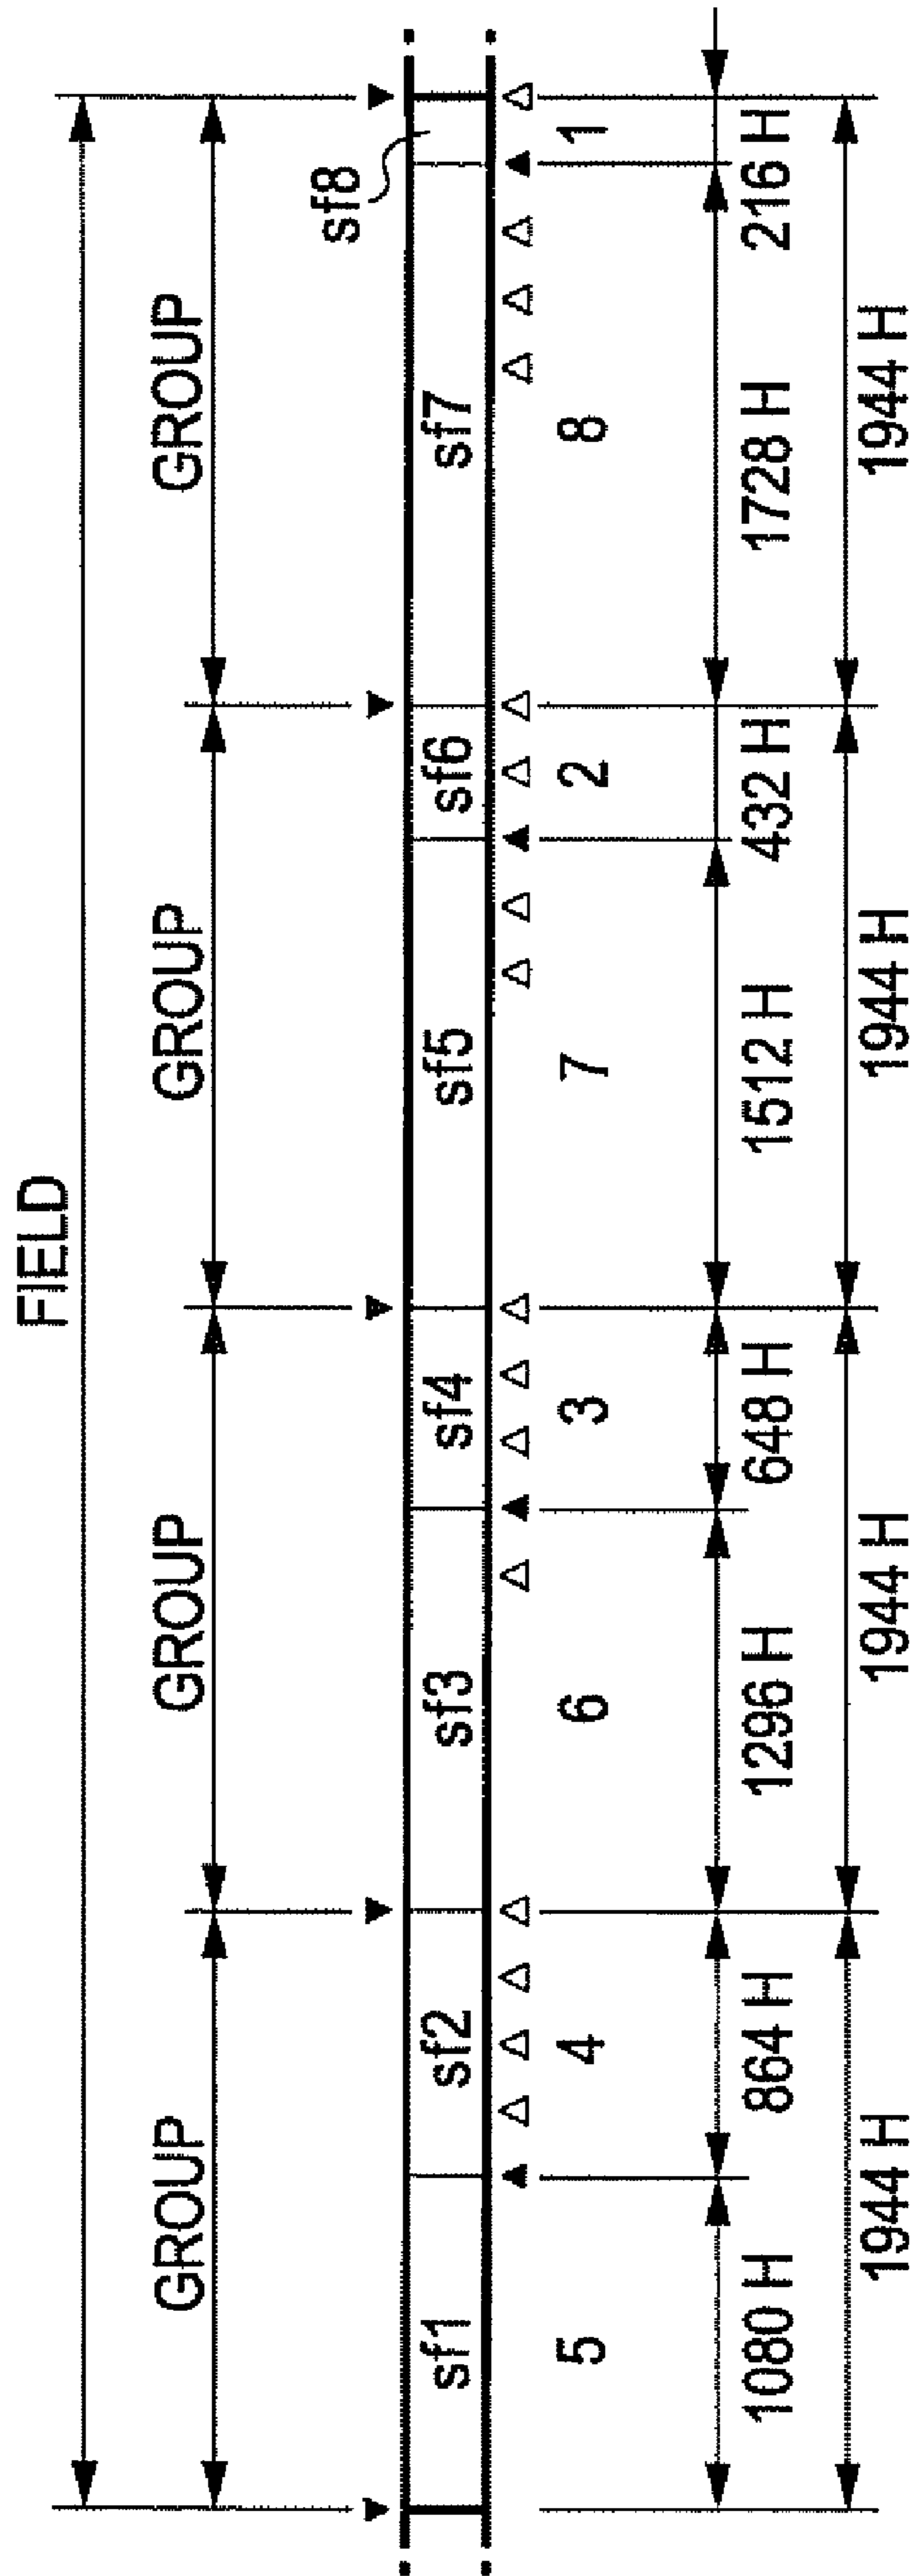 FIELD
GROUP GROUP GROUP GROUP
sf1 sf2 sf3 sf4 sf5 sf6 sf7 sf8
5 4 6 3 7 2 8 1
1080 H 864 H 1296 H 648 H 1512 H 432 H 1728 H 216 H
1944 H 1944 H 1944 H 1944 H